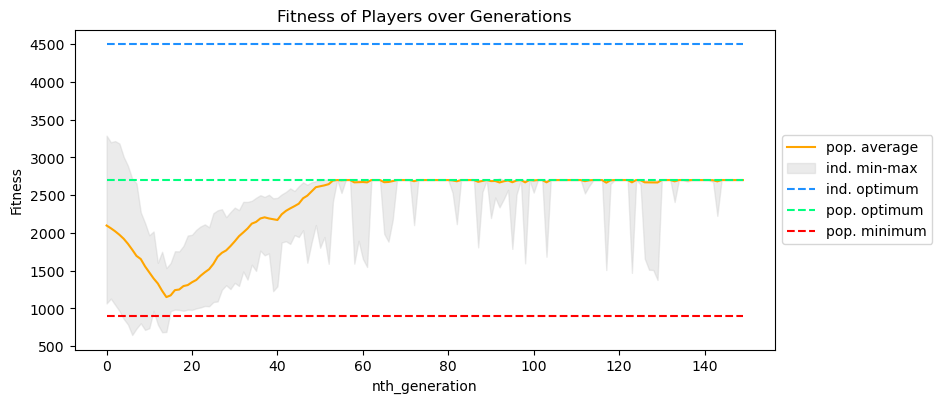 Fitness of Players over Generations
Fitness
4500
4000
3500
3000
2500
2000
1500
1000
500
0 20 40 60 80 100 120 140
nth_generation
pop. average
ind. min-max
ind. optimum
pop. optimum
pop. minimum